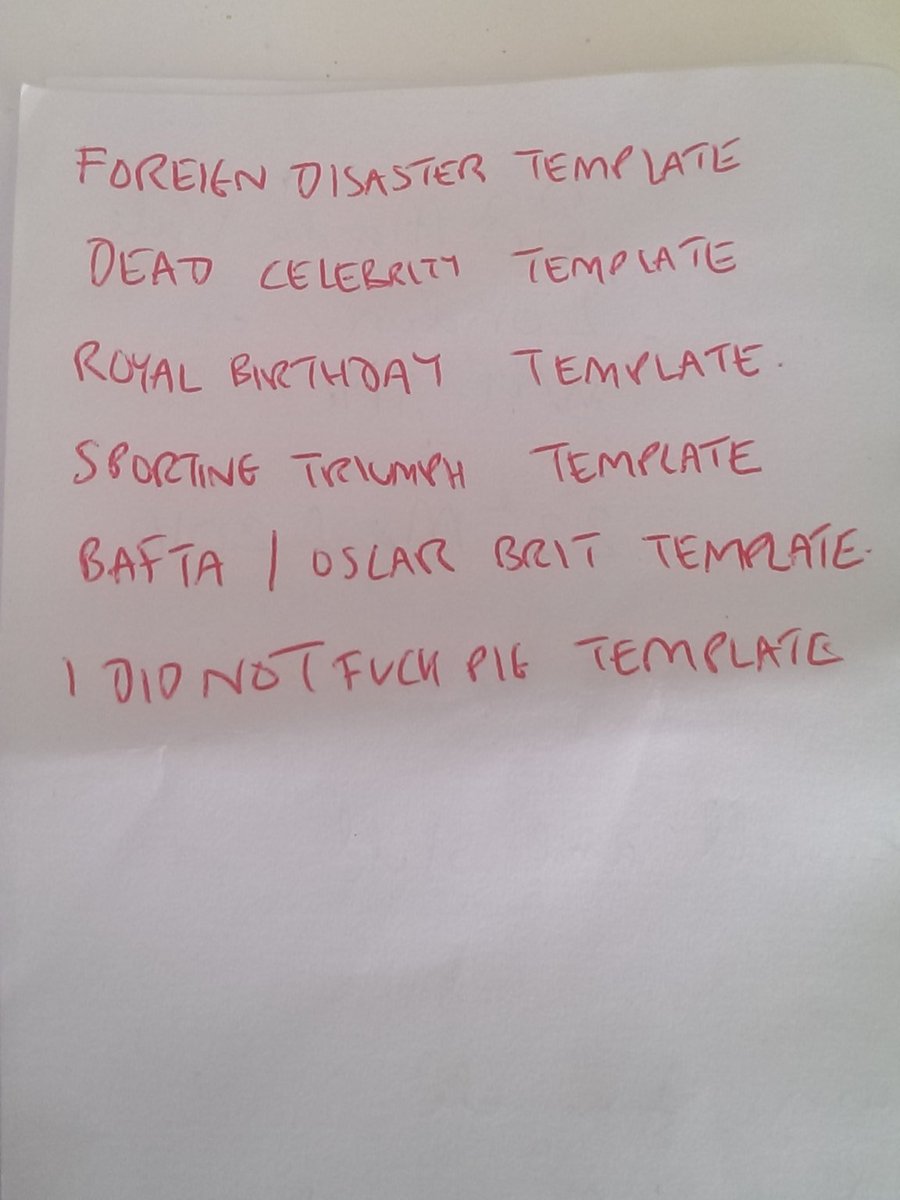 FOREIGN DISASTER TEMPLATE
DEAD CELEBRITY TEMPLATE
ROYAL BIRTHDAY TEMPLATE.
SPORTING TRIUMPH TEMPLATE
BAFTA / OSCAR BRIT TEMPLATE.
I DID NOT FUCK PIG TEMPLATE